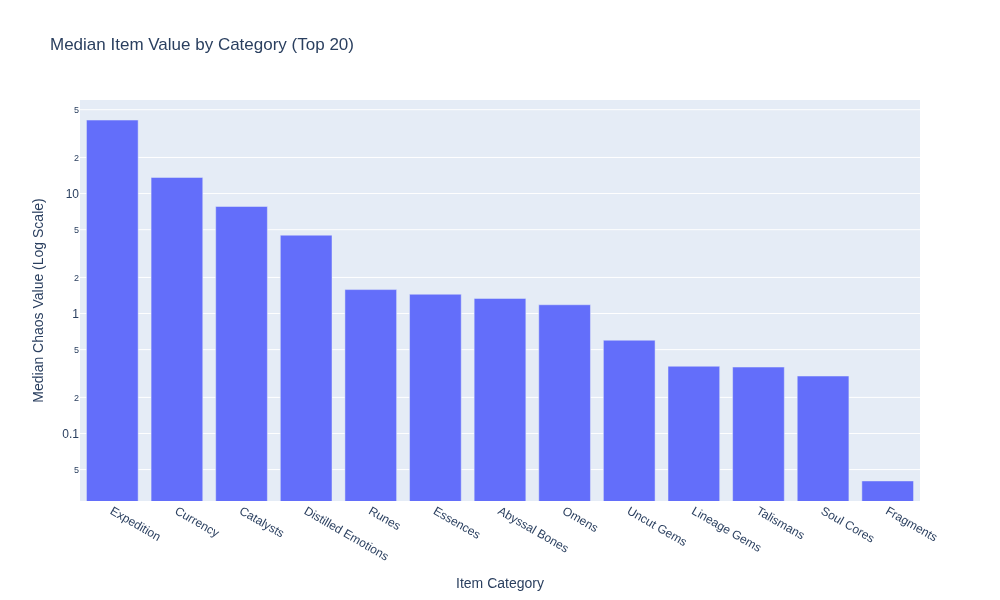 Median Item Value by Category (Top 20)
Median Chaos Value (Log Scale)
5
2
10
5
2
1
5
2
0.1
5
Expedition
Currency
Catalysts
Distilled Emotions
Runes
Essences
Abyssal Bones
Omens
Uncut Gems
Lineage Gems
Talismans
Soul Cores
Fragments
Item Category